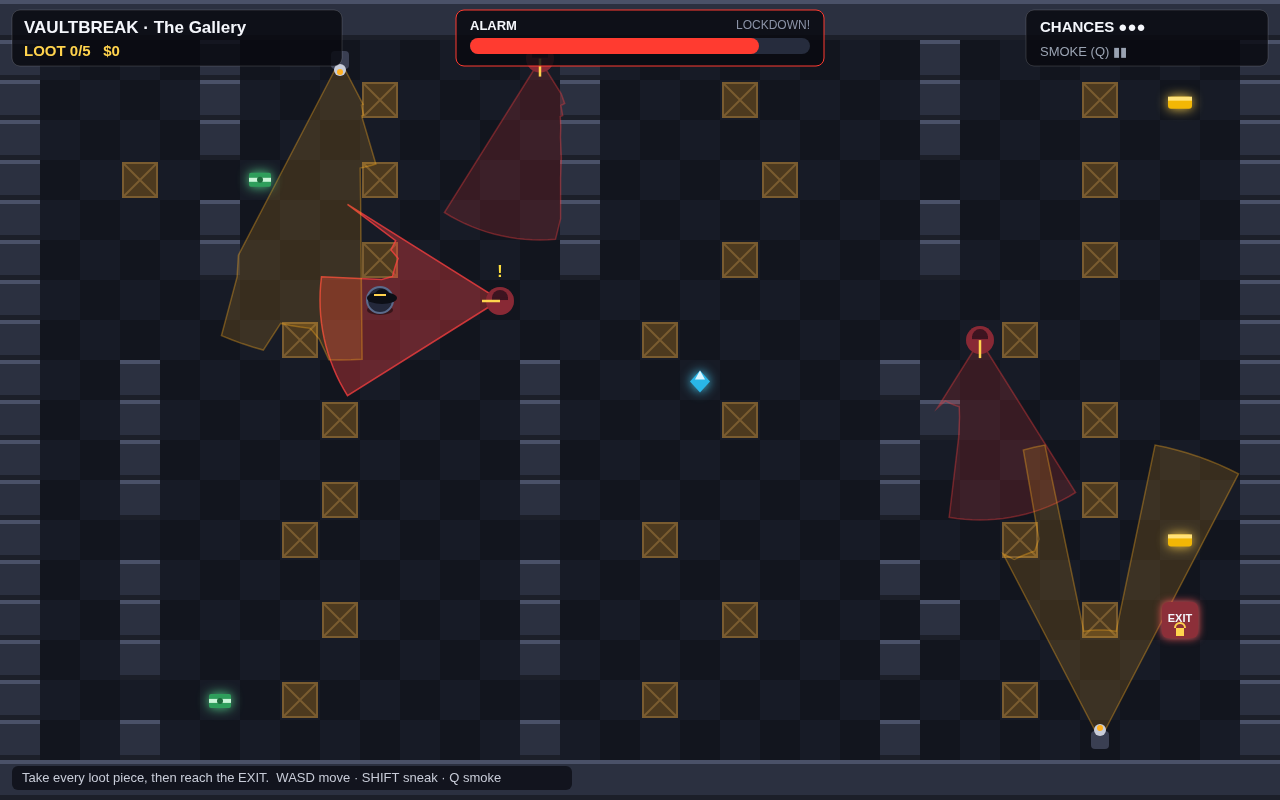 VAULTBREAK · The Gallery
LOOT 0/5 $0
ALARM
LOCKDOWN!
CHANCES ●●●
SMOKE (Q) ▮▮
!
EXIT
Take every loot piece, then reach the EXIT. WASD move · SHIFT sneak · Q smoke